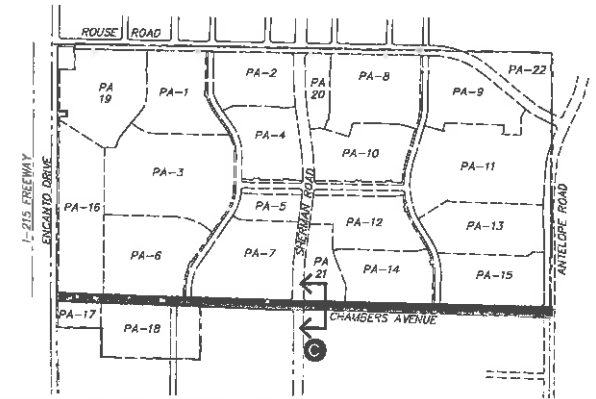 ROUSE ROAD
PA-22
PA-2
PA
20
PA-8
PA
19
PA-1
PA-9
PA-4
PA-10
PA-11
PA-3
I-215 FREEWAY
ENCANTO DRIVE
PA-16
PA-5
SHERMAN ROAD
PA-12
PA-13
ANTELOPE ROAD
PA-6
PA-7
PA
21
PA-14
PA-15
PA-17
CHAMBERS AVENUE
PA-18
C